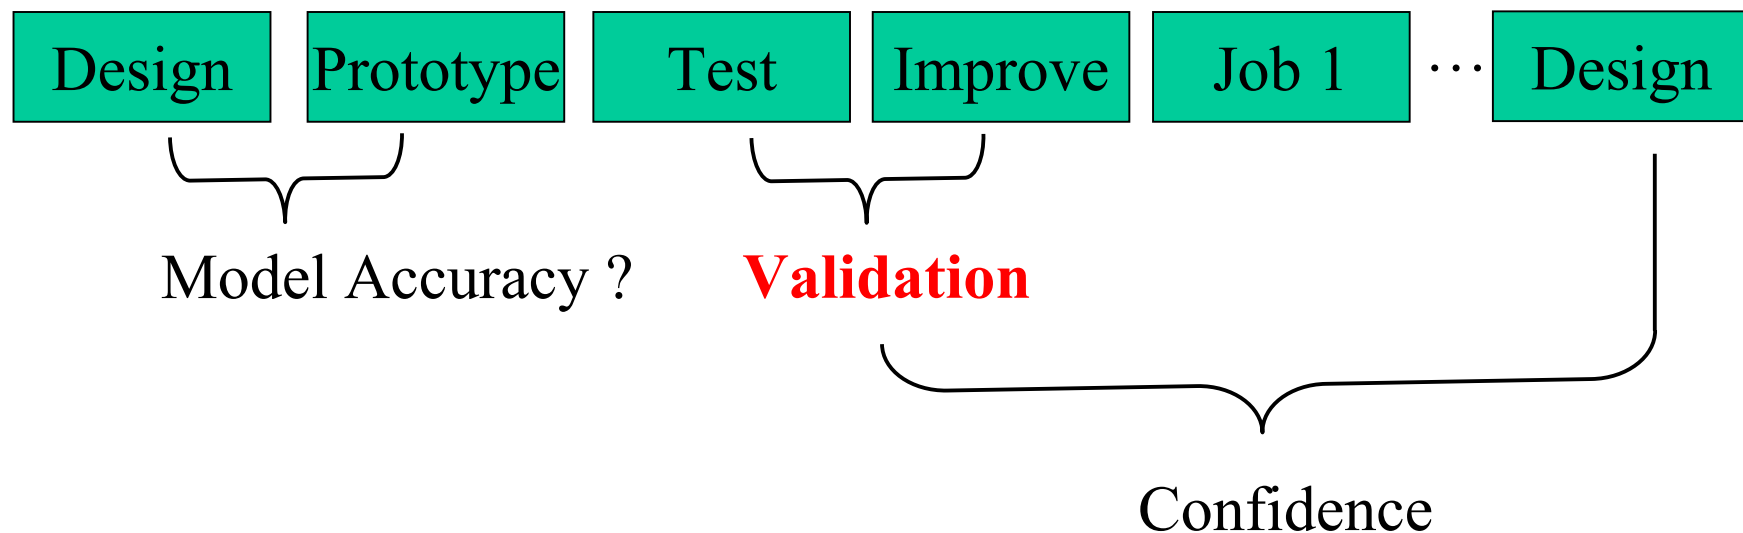 Design Prototype Test Improve Job 1 ··· Design
Model Accuracy ? Validation
Confidence